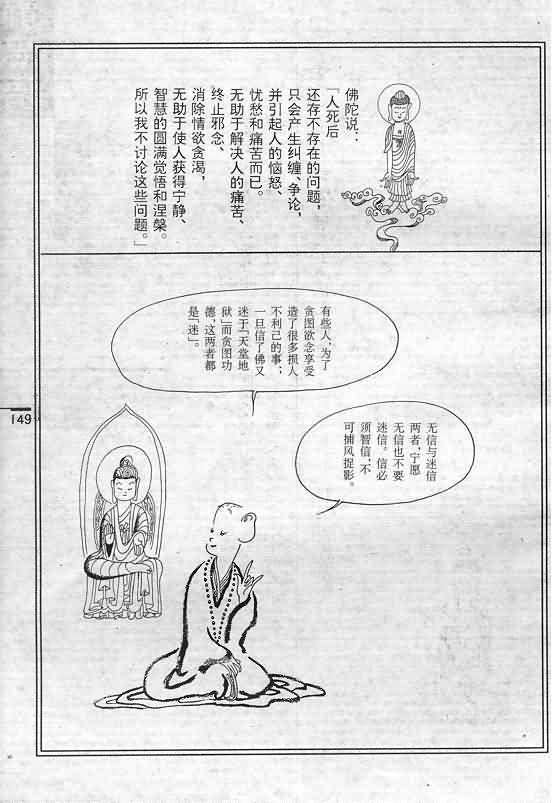 佛陀说：
「人死后
还存不存在的问题，
只会产生纠缠、争论，
并引起人的恼怒、
忧愁和痛苦而已。
无助于解决人的痛苦、
终止邪念、
消除情欲贪渴，
无助于使人获得宁静、
智慧的圆满觉悟和涅槃。
所以我不讨论这些问题。」
有些人，为了
贪图欲念享受
造了很多损人
不利己的事；
一旦信了佛又
迷于「天堂地
狱」而贪图功
德，这两者都
是「迷」。
无信与迷信
两者，宁愿
无信也不要
迷信。信必
须智信，不
可捕风捉影。
149